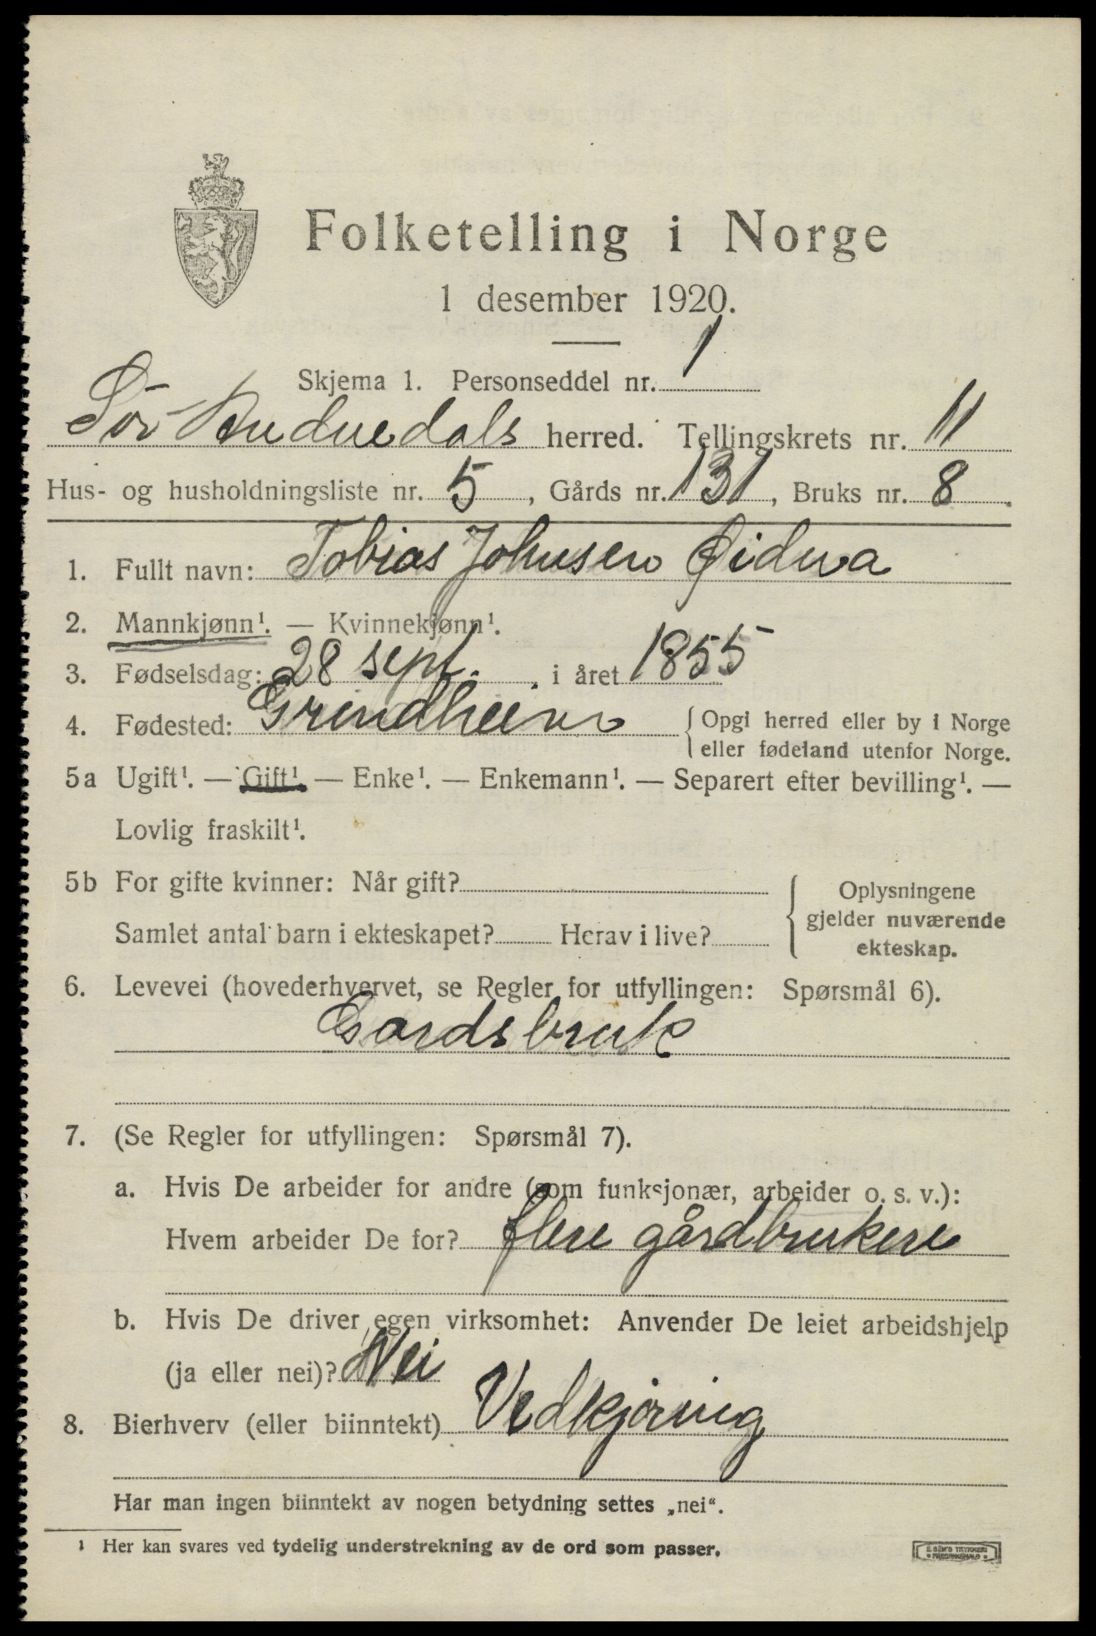 Folketelling i Norge
1 desember 1920.
Skjema 1. Personseddel nr. 1
Sør-Audnedals herred. Tellingskrets nr. 11
Hus- og husholdningsliste nr. 5, Gårds nr. 131, Bruks nr. 8.
1. Fullt navn: Tobias Johnsen Øidna
2. Mannkjønn¹. — Kvinnekjønn¹.
3. Fødselsdag: 28 sept. i året 1855
4. Fødested: Grindheim { Opgi herred eller by i Norge
eller fødeland utenfor Norge.
5a Ugift¹. — Gift¹. — Enke¹. — Enkemann¹. — Separert efter bevilling¹. —
Lovlig fraskilt¹.
5b For gifte kvinner: Når gift?
Samlet antal barn i ekteskapet? Herav i live?
{ Oplysningene
gjelder nuværende
ekteskap.
6. Levevei (hovederhvervet, se Regler for utfyllingen: Spørsmål 6).
Gardsbruk
7. (Se Regler for utfyllingen: Spørsmål 7).
a. Hvis De arbeider for andre (som funksjonær, arbeider o. s. v.):
Hvem arbeider De for? flere gårdbrukere
b. Hvis De driver egen virksomhet: Anvender De leiet arbeidshjelp
(ja eller nei)? Nei
8. Bierhverv (eller biinntekt) Vedkjøring
Har man ingen biinntekt av nogen betydning settes „nei“.
¹ Her kan svares ved tydelig understrekning av de ord som passer.